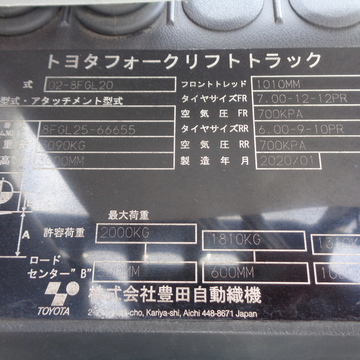 トヨタフォークリフトトラック
式 02-8FGL20 フロントトレッド 1010MM
型式・アタッチメント型式 タイヤサイズFR 7.00-12-12PR
空気圧 FR 700KPA
8FGL25-66655 タイヤサイズRR 6.00-9-10PR
090KG 空気圧 RR 700KPA
高 000MM 製造年月 2020/01
最大荷重
A 許容荷重 2000KG 1810KG
ロード
センター"B" 600MM
株式会社豊田自動織機
TOYOTA Kariya-shi, Aichi 448-8671 Japan